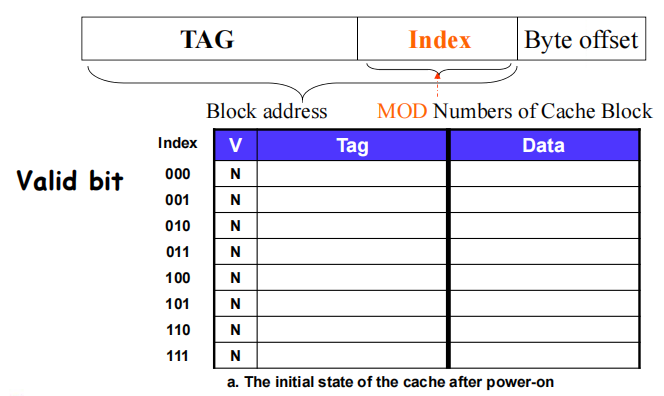 TAG Index Byte offset
Block address MOD Numbers of Cache Block
Index V Tag Data
Valid bit
000 N
001 N
010 N
011 N
100 N
101 N
110 N
111 N
a. The initial state of the cache after power-on